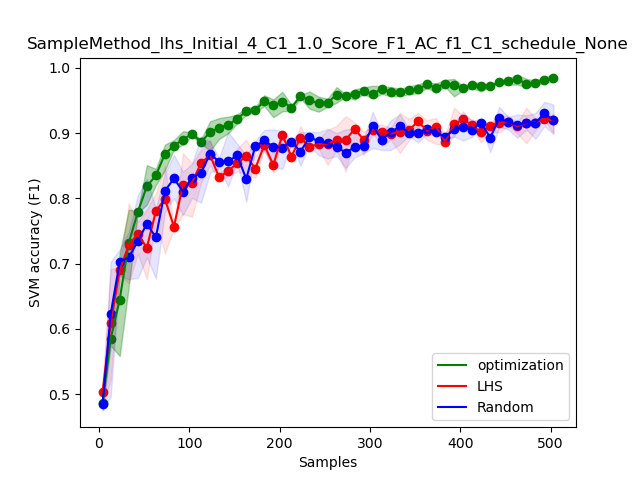 SampleMethod_lhs_Initial_4_C1_1.0_Score_F1_AC_f1_C1_schedule_None
1.0
0.9
0.8
0.7
0.6
0.5
SVM accuracy (F1)
optimization
LHS
Random
0 100 200 300 400 500
Samples